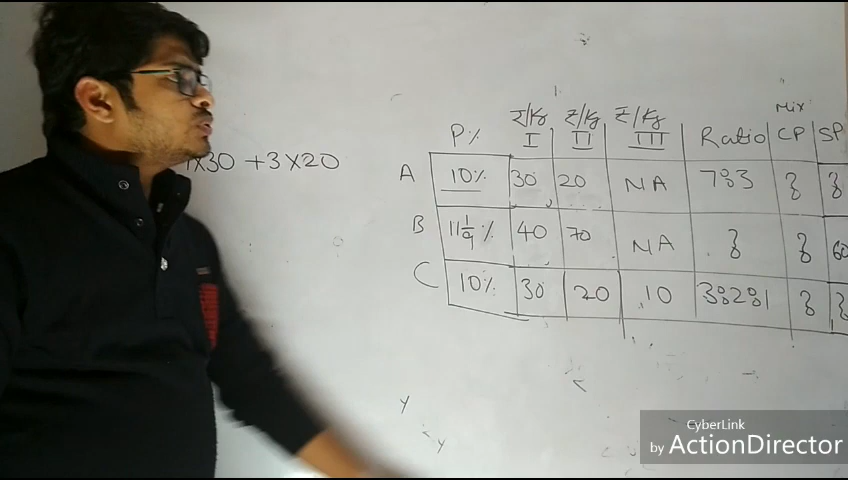 Mix
₹/Kg ₹/Kg ₹/Kg
P% I II III Ratio CP SP
×30 + 3×20
A 10% 30 20 NA 7:3 ? ?
B 11 1/9 % 40 70 NA ? ? 60
C 10% 30 20 10 3:2:1 ? ?
Y
Y
CyberLink
by ActionDirector